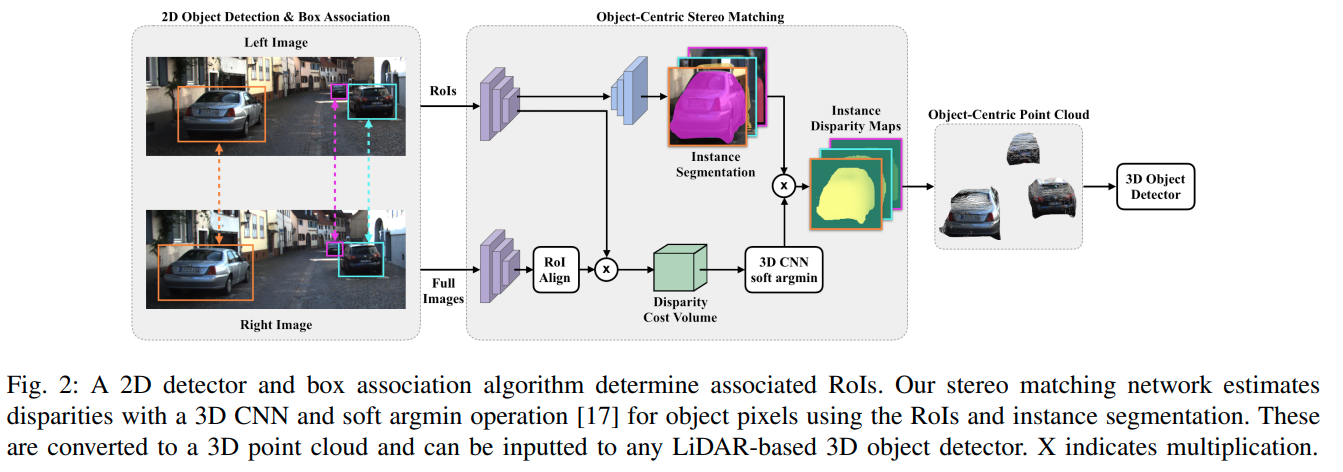 2D Object Detection & Box Association
Left Image
Right Image
Object-Centric Stereo Matching
RoIs
Full
Images
RoI
Align
X
Disparity
Cost Volume
3D CNN
soft argmin
Instance
Segmentation
X
Instance
Disparity Maps
Object-Centric Point Cloud
3D Object
Detector
Fig. 2: A 2D detector and box association algorithm determine associated RoIs. Our stereo matching network estimates
disparities with a 3D CNN and soft argmin operation [17] for object pixels using the RoIs and instance segmentation. These
are converted to a 3D point cloud and can be inputted to any LiDAR-based 3D object detector. X indicates multiplication.